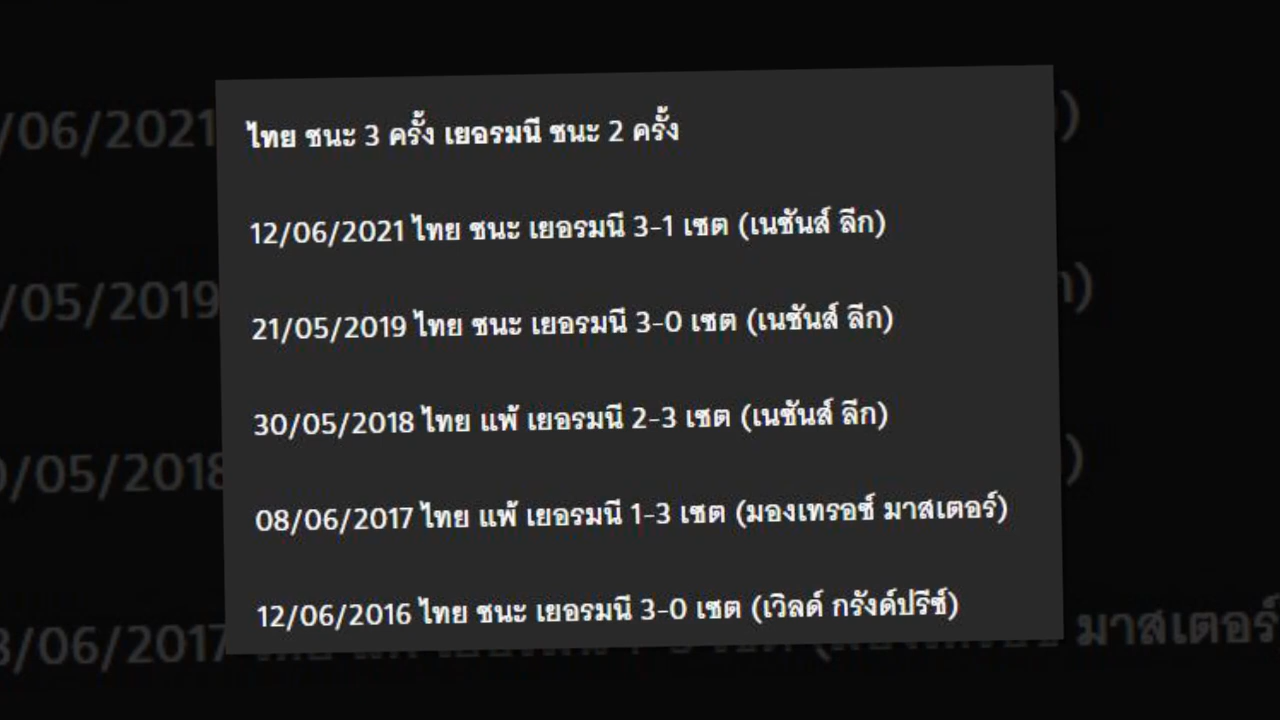 ไทย ชนะ 3 ครั้ง เยอรมนี ชนะ 2 ครั้ง
12/06/2021 ไทย ชนะ เยอรมนี 3-1 เซต (เนชันส์ ลีก)
21/05/2019 ไทย ชนะ เยอรมนี 3-0 เซต (เนชันส์ ลีก)
30/05/2018 ไทย แพ้ เยอรมนี 2-3 เซต (เนชันส์ ลีก)
08/06/2017 ไทย แพ้ เยอรมนี 1-3 เซต (มองเทรอซ์ มาสเตอร์)
12/06/2016 ไทย ชนะ เยอรมนี 3-0 เซต (เวิลด์ กรังด์ปรีซ์)